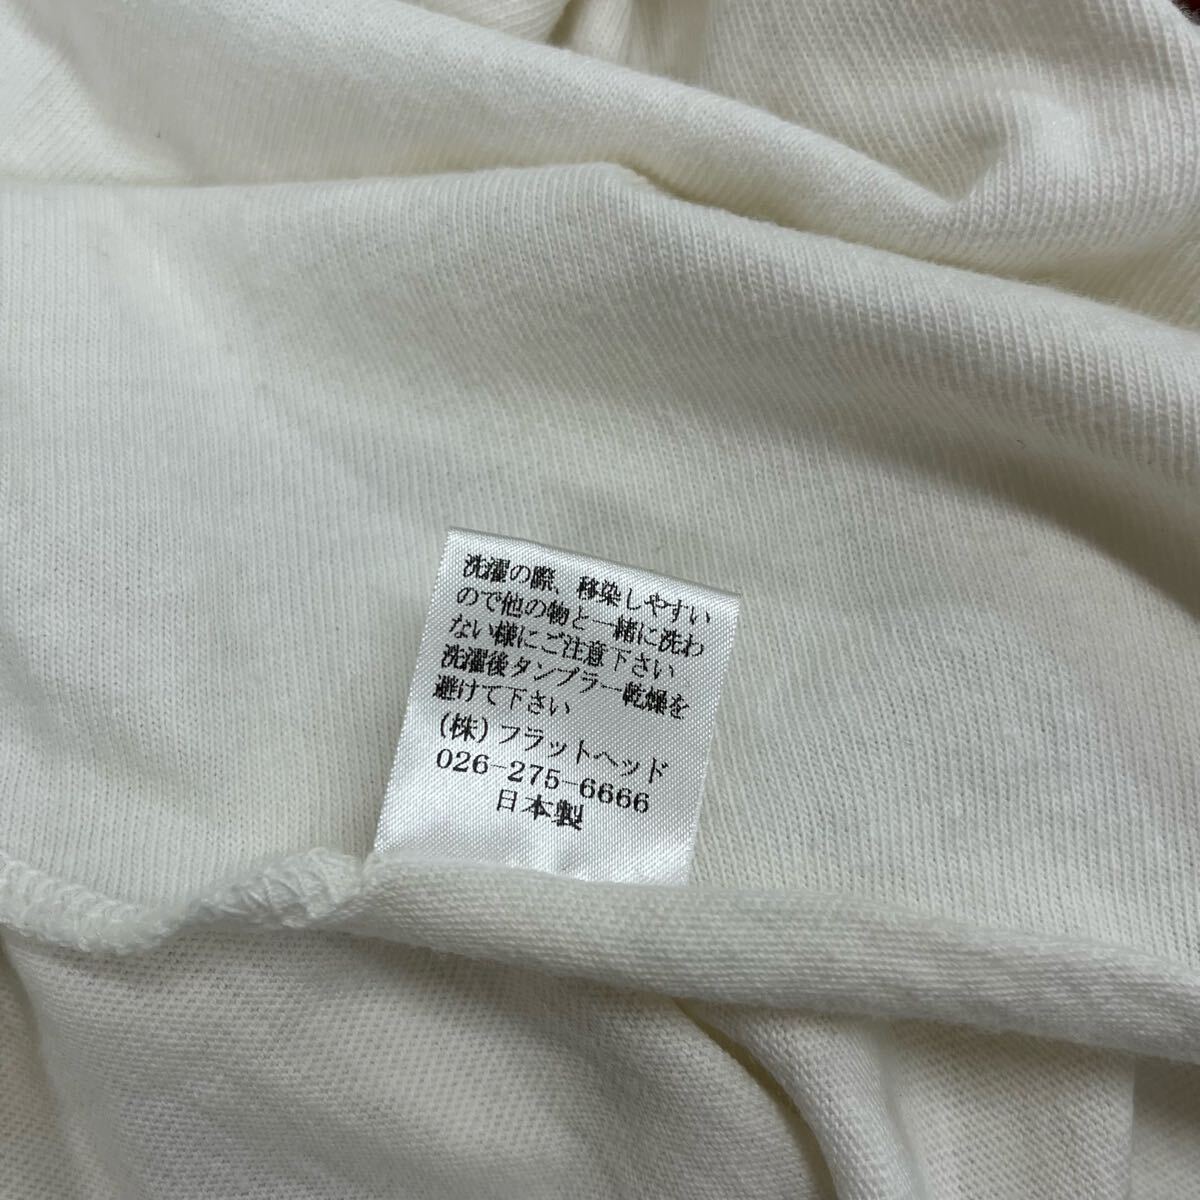 洗濯の際、移染しやすい
ので他の物と一緒に洗わ
ない様にご注意下さい
洗濯後タンブラー乾燥を
避けて下さい
(株)フラットヘッド
026-275-6666
日本製